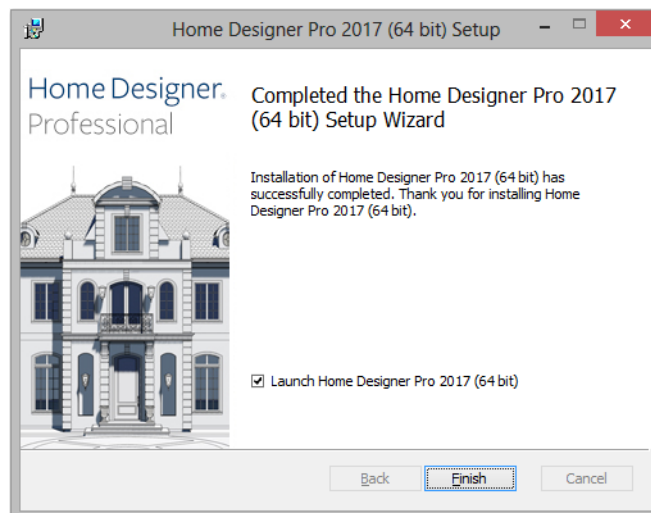 Home Designer Pro 2017 (64 bit) Setup
Home Designer.
Professional
Completed the Home Designer Pro 2017
(64 bit) Setup Wizard
Installation of Home Designer Pro 2017 (64 bit) has
successfully completed. Thank you for installing Home
Designer Pro 2017 (64 bit).
Launch Home Designer Pro 2017 (64 bit)
Back Finish Cancel